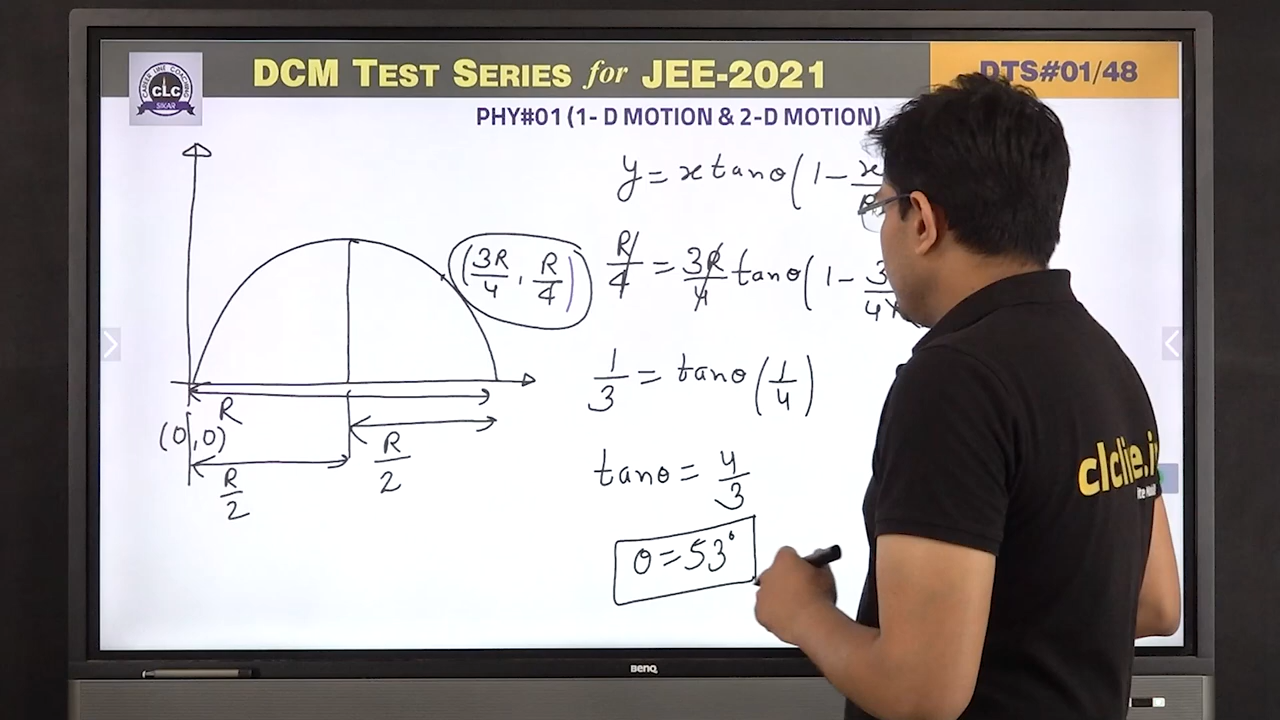 CAREER LINE COACHING
CLC
SIKAR
DCM TEST SERIES for JEE-2021
DTS#01/48
PHY#01 (1- D MOTION & 2-D MOTION)
y = x tanθ (1 - x
R/4 = 3R/4 tanθ (1 - 3
1/3 = tanθ (1/4)
tanθ = 4/3
θ = 53°
(3R/4, R/4)
R
(0,0)
R/2
R/2
clcline.i
BENQ